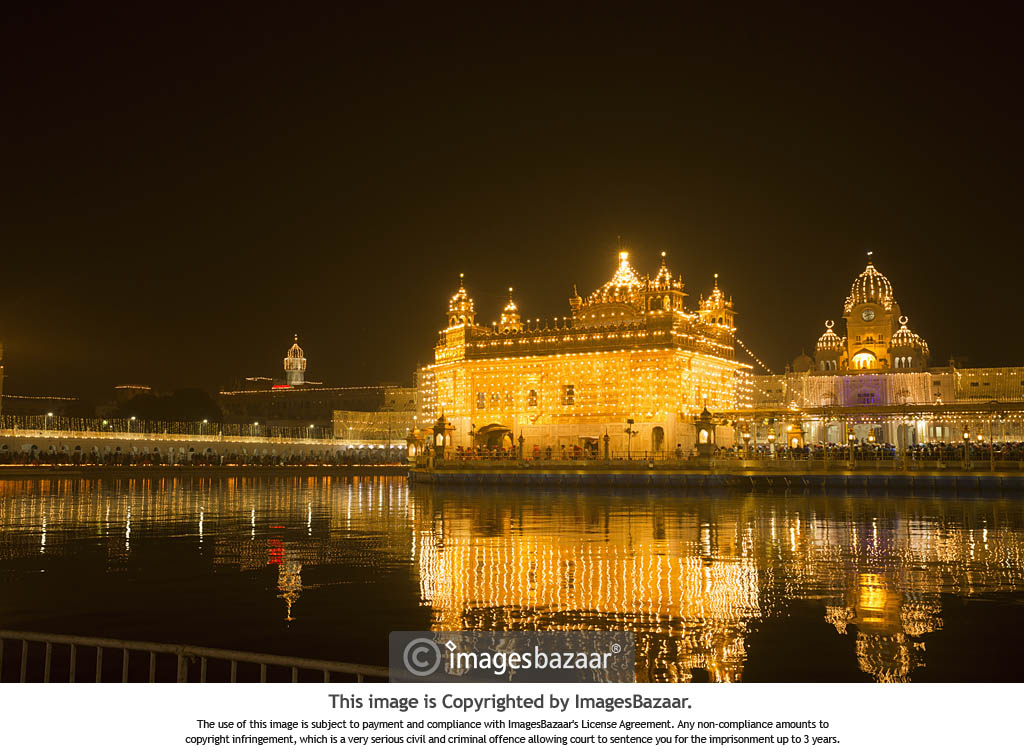 © imagesbazaar®
This image is Copyrighted by ImagesBazaar.
The use of this image is subject to payment and compliance with ImagesBazaar's License Agreement. Any non-compliance amounts to
copyright infringement, which is a very serious civil and criminal offence allowing court to sentence you for the imprisonment up to 3 years.